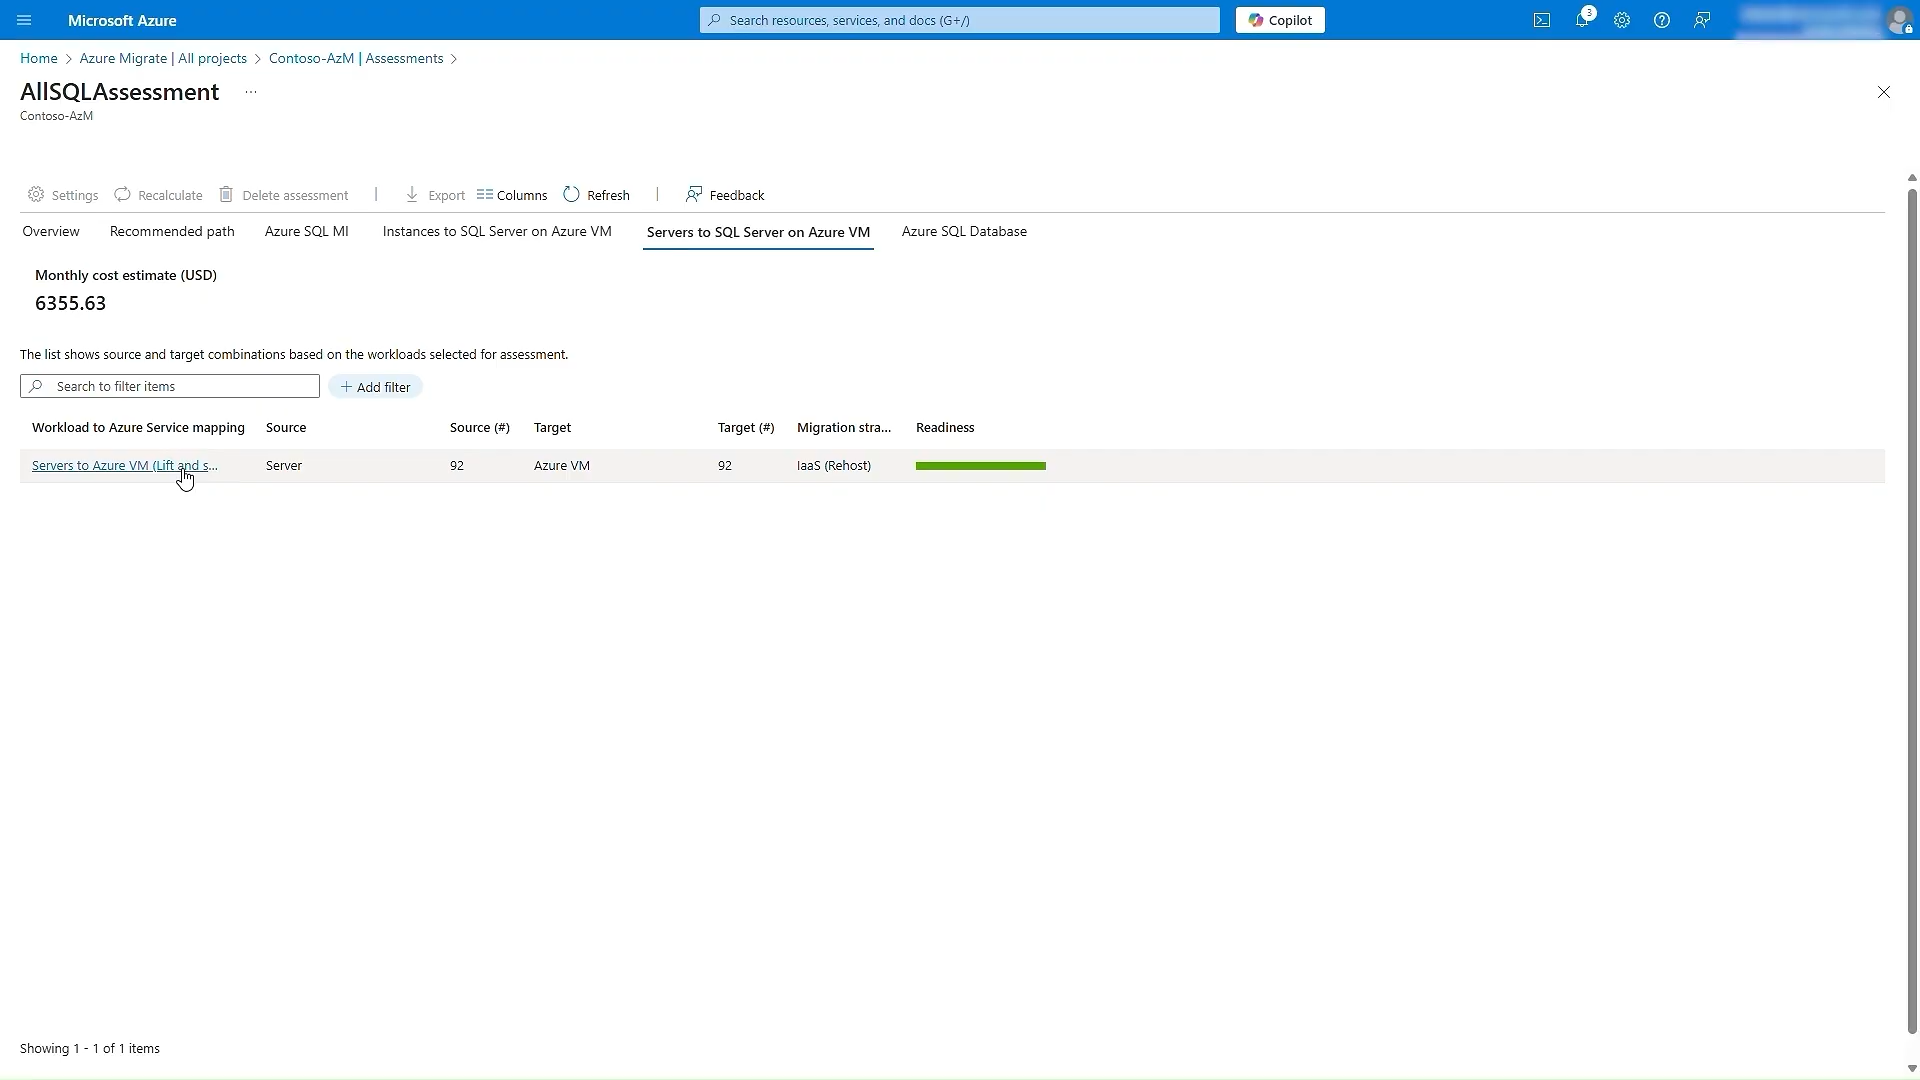 Microsoft Azure
Search resources, services, and docs (G+/)
Copilot
3
Home > Azure Migrate | All projects > Contoso-AzM | Assessments >
AllSQLAssessment ...
Contoso-AzM
Settings Recalculate Delete assessment | Export Columns Refresh | Feedback
Overview Recommended path Azure SQL MI Instances to SQL Server on Azure VM Servers to SQL Server on Azure VM Azure SQL Database
Monthly cost estimate (USD)
6355.63
The list shows source and target combinations based on the workloads selected for assessment.
Search to filter items + Add filter
Workload to Azure Service mapping Source Source (#) Target Target (#) Migration stra... Readiness
Servers to Azure VM (Lift and s... Server 92 Azure VM 92 IaaS (Rehost)
Showing 1 - 1 of 1 items